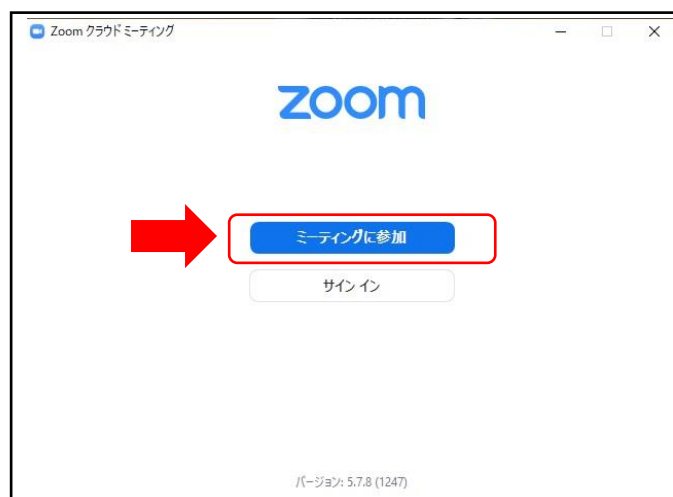 Zoom クラウド ミーティング
zoom
ミーティングに参加
サイン イン
バージョン: 5.7.8 (1247)